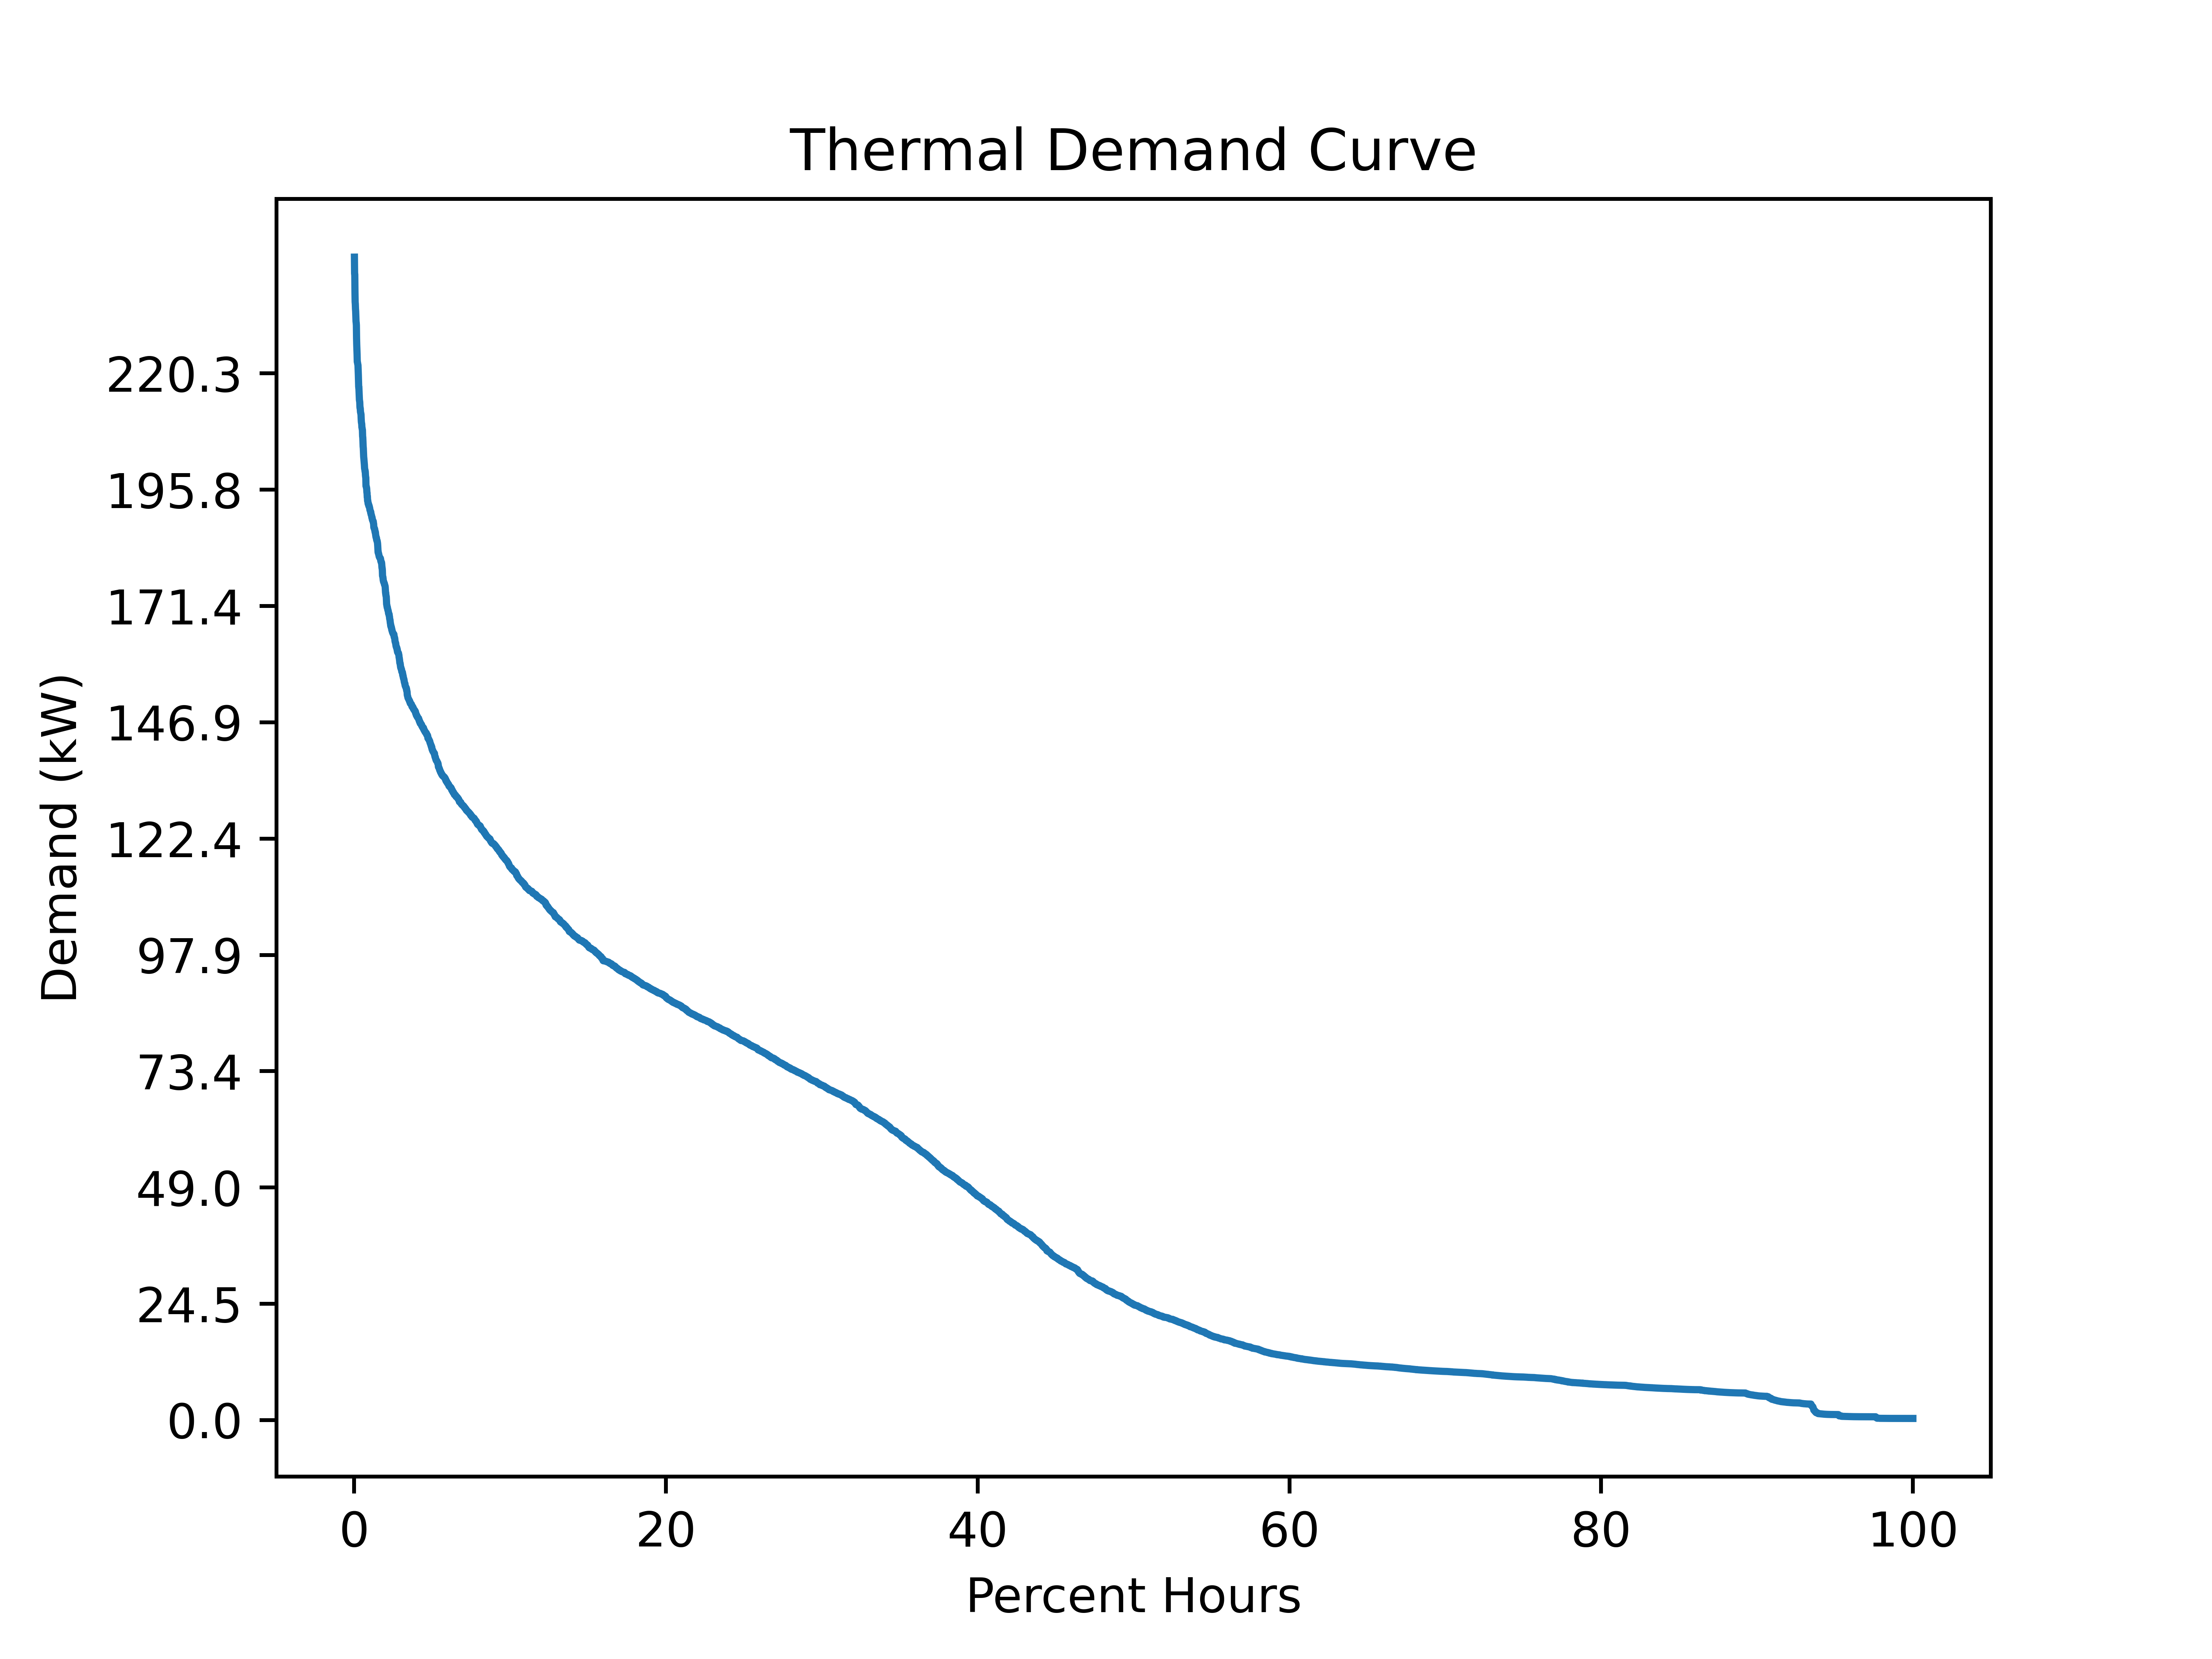 Thermal Demand Curve
Demand (kW)
220.3
195.8
171.4
146.9
122.4
97.9
73.4
49.0
24.5
0.0
0 20 40 60 80 100
Percent Hours